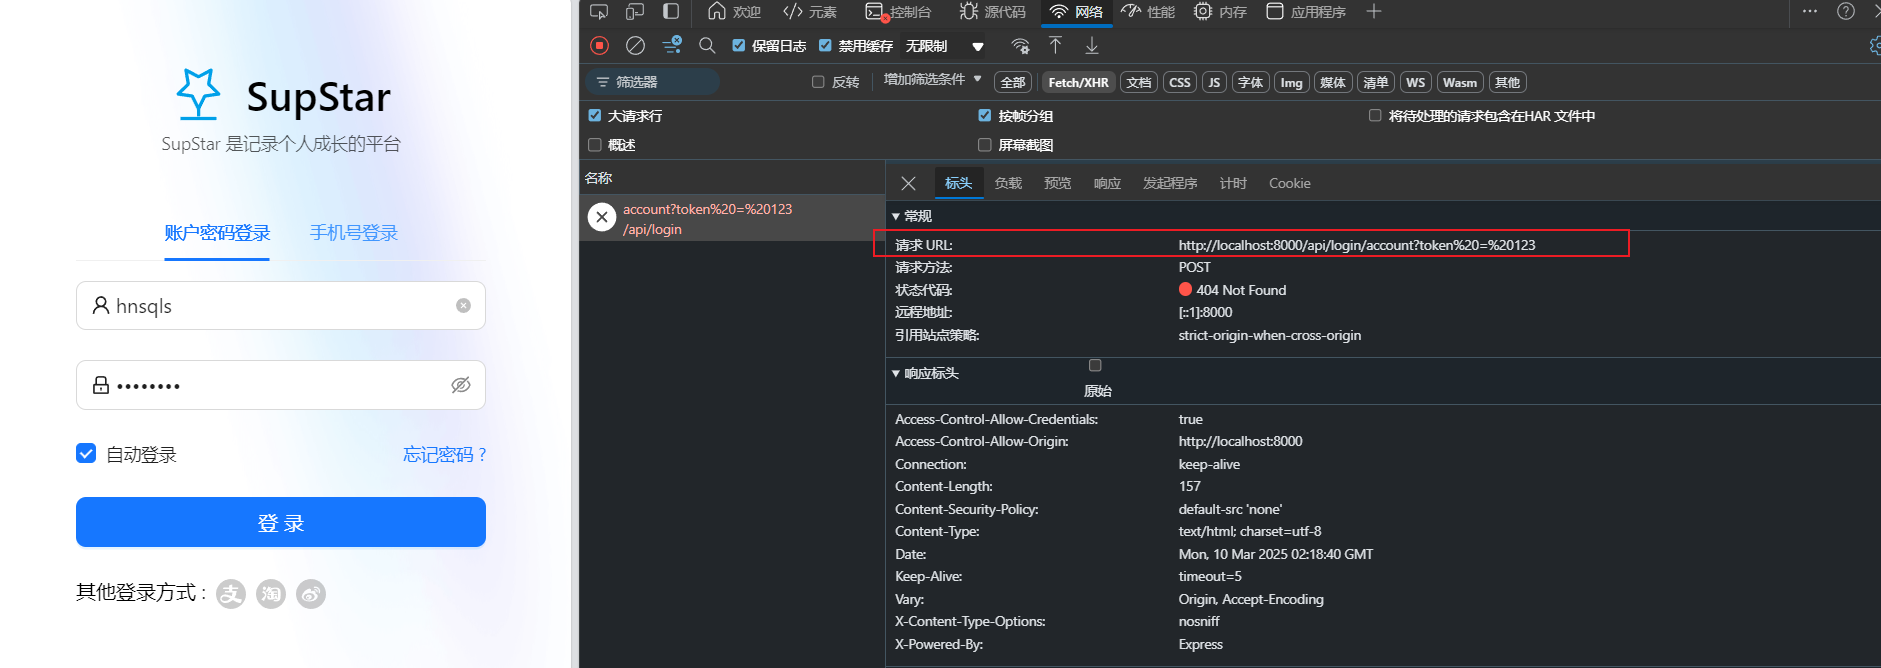 SupStar
SupStar 是记录个人成长的平台
账户密码登录 手机号登录
hnsqls
自动登录 忘记密码 ?
登 录
其他登录方式 :
支 淘
欢迎 元素 控制台 源代码 网络 性能 内存 应用程序
保留日志 禁用缓存 无限制
筛选器 反转 增加筛选条件 全部 Fetch/XHR 文档 CSS JS 字体 Img 媒体 清单 WS Wasm 其他
大请求行 按帧分组 将待处理的请求包含在HAR 文件中
概述 屏幕截图
名称
account?token%20=%20123
/api/login
标头 负载 预览 响应 发起程序 计时 Cookie
常规
请求 URL: http://localhost:8000/api/login/account?token%20=%20123
请求方法: POST
状态代码: 404 Not Found
远程地址: [::1]:8000
引用站点策略: strict-origin-when-cross-origin
响应标头
原始
Access-Control-Allow-Credentials: true
Access-Control-Allow-Origin: http://localhost:8000
Connection: keep-alive
Content-Length: 157
Content-Security-Policy: default-src 'none'
Content-Type: text/html; charset=utf-8
Date: Mon, 10 Mar 2025 02:18:40 GMT
Keep-Alive: timeout=5
Vary: Origin, Accept-Encoding
X-Content-Type-Options: nosniff
X-Powered-By: Express